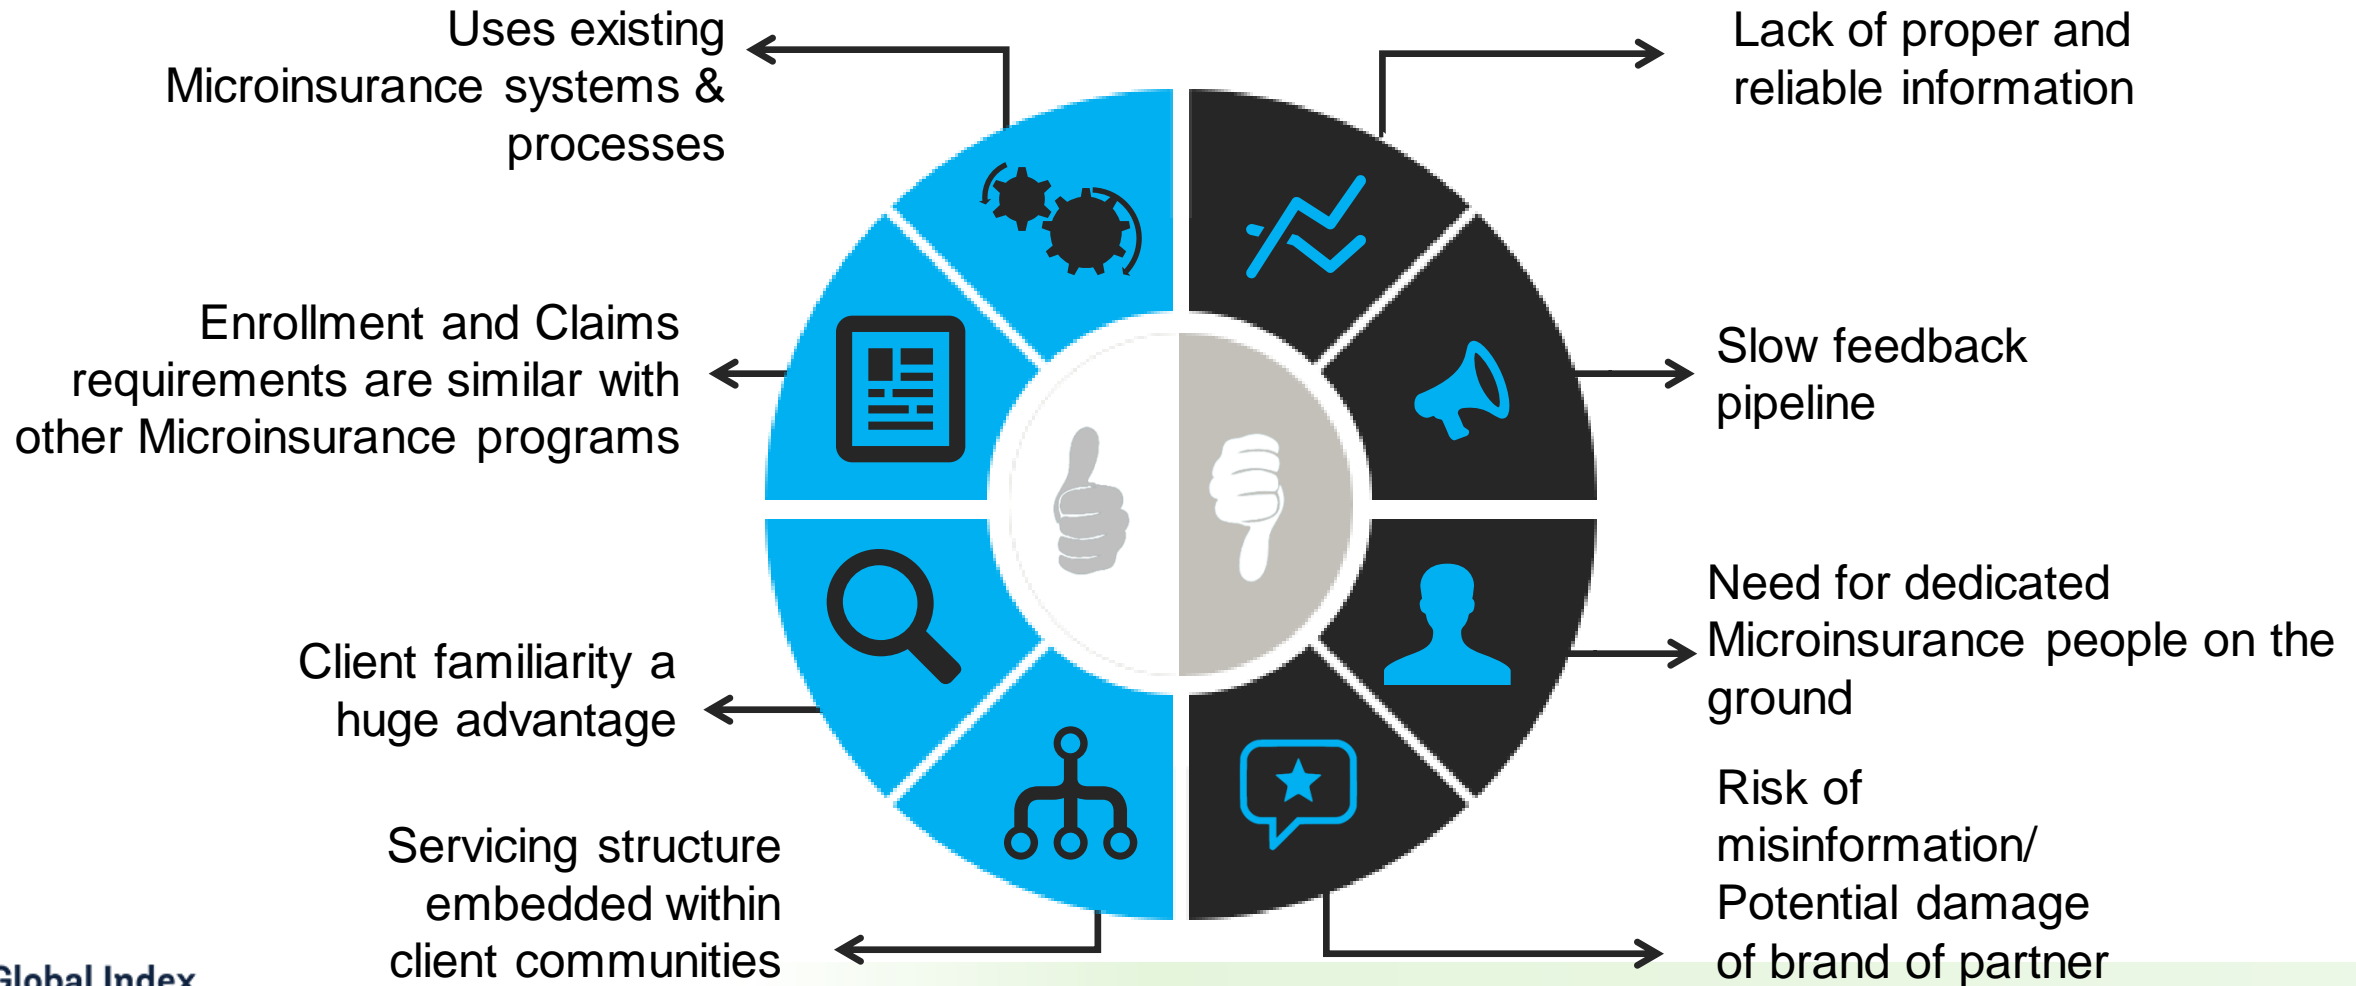 Uses existing
Microinsurance systems &
processes
Enrollment and Claims
requirements are similar with
other Microinsurance programs
Client familiarity a
huge advantage
Servicing structure
embedded within
client communities
Lack of proper and
reliable information
Slow feedback
pipeline
Need for dedicated
Microinsurance people on the
ground
Risk of
misinformation/
Potential damage
of brand of partner
Global Index